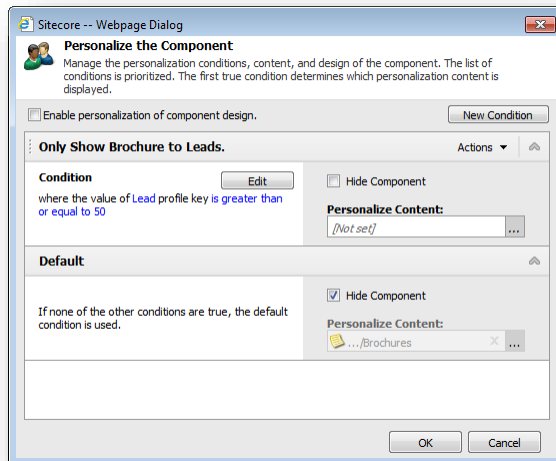 Sitecore -- Webpage Dialog
Personalize the Component
Manage the personalization conditions, content, and design of the component. The list of
conditions is prioritized. The first true condition determines which personalization content is
displayed.
Enable personalization of component design.
New Condition
Only Show Brochure to Leads.
Actions
Condition
Edit
where the value of Lead profile key is greater than
or equal to 50
Hide Component
Personalize Content:
[Not set]
...
Default
If none of the other conditions are true, the default
condition is used.
Hide Component
Personalize Content:
.../Brochures
...
OK
Cancel